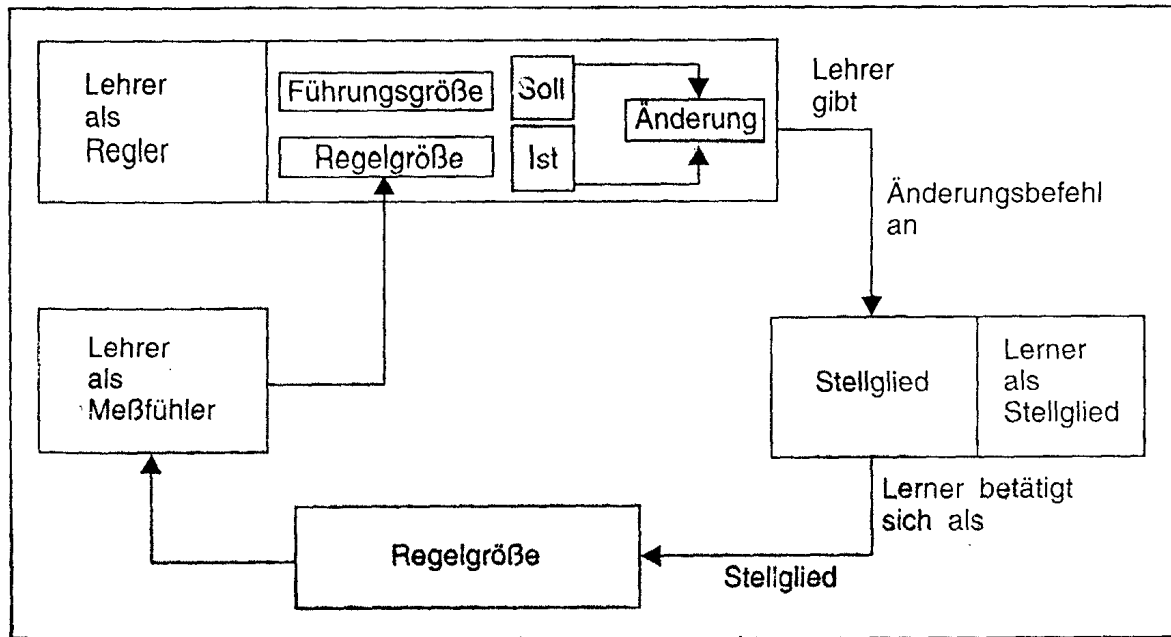 Lehrer
als
Regler
Führungsgröße
Soll
Regelgröße
Ist
Änderung
Lehrer
gibt
Änderungsbefehl
an
Lehrer
als
Meßfühler
Stellglied
Lerner
als
Stellglied
Lerner betätigt
sich als
Regelgröße
Stellglied